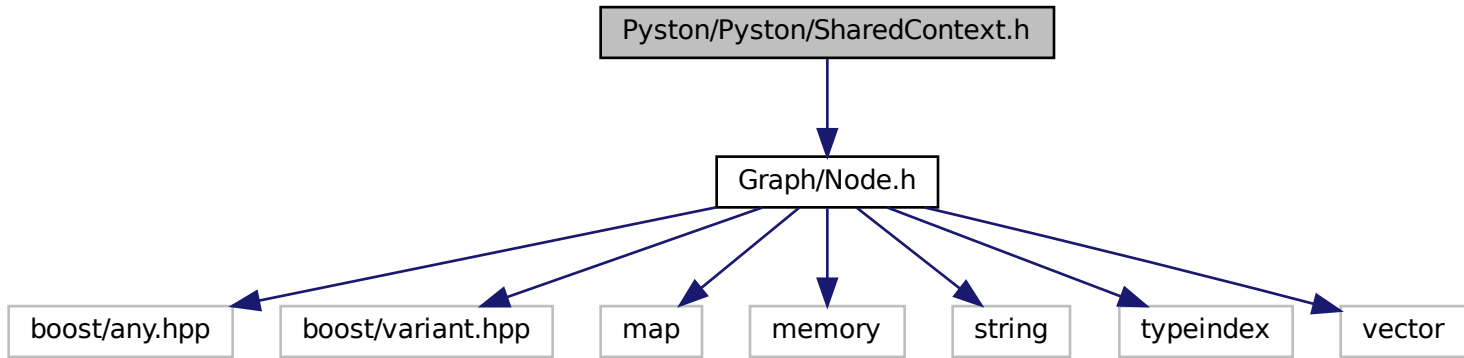 Pyston/Pyston/SharedContext.h
Graph/Node.h
boost/any.hpp
boost/variant.hpp
map
memory
string
typeindex
vector